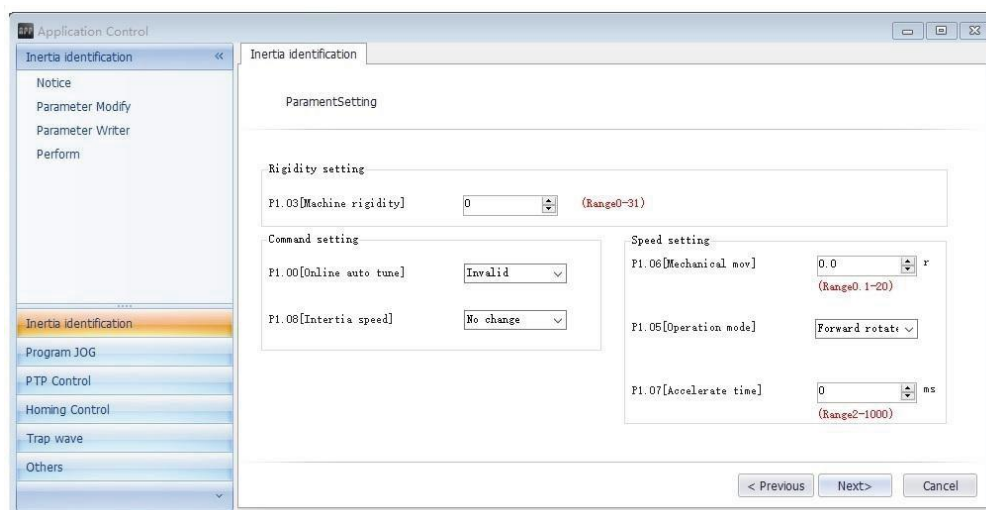 APP Application Control
Inertia identification
Notice
Parameter Modify
Parameter Writer
Perform
Inertia identification
Program JOG
PTP Control
Homing Control
Trap wave
Others
Inertia identification
ParamentSetting
Rigidity setting
P1.03[Machine rigidity] 0 (Range0-31)
Command setting
P1.00[Online auto tune] Invalid
P1.08[Intertia speed] No change
Speed setting
P1.06[Mechanical mov] 0.0 r
(Range0.1-20)
P1.05[Operation mode] Forward rotate
P1.07[Accelerate time] 0 ms
(Range2-1000)
< Previous Next> Cancel